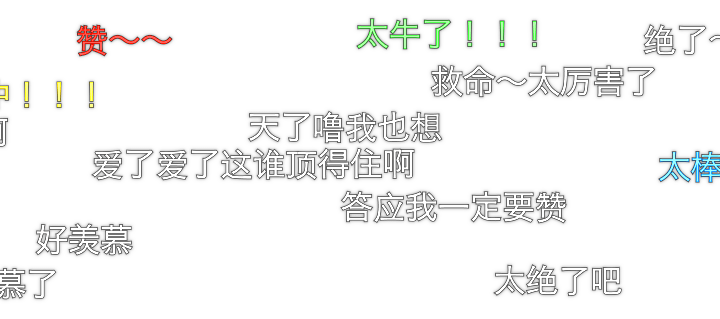 赞～～
太牛了！！！
绝了～
救命～太厉害了
！！！
天了噜我也想
爱了爱了这谁顶得住啊
太棒
答应我一定要赞
好羡慕
慕了
太绝了吧